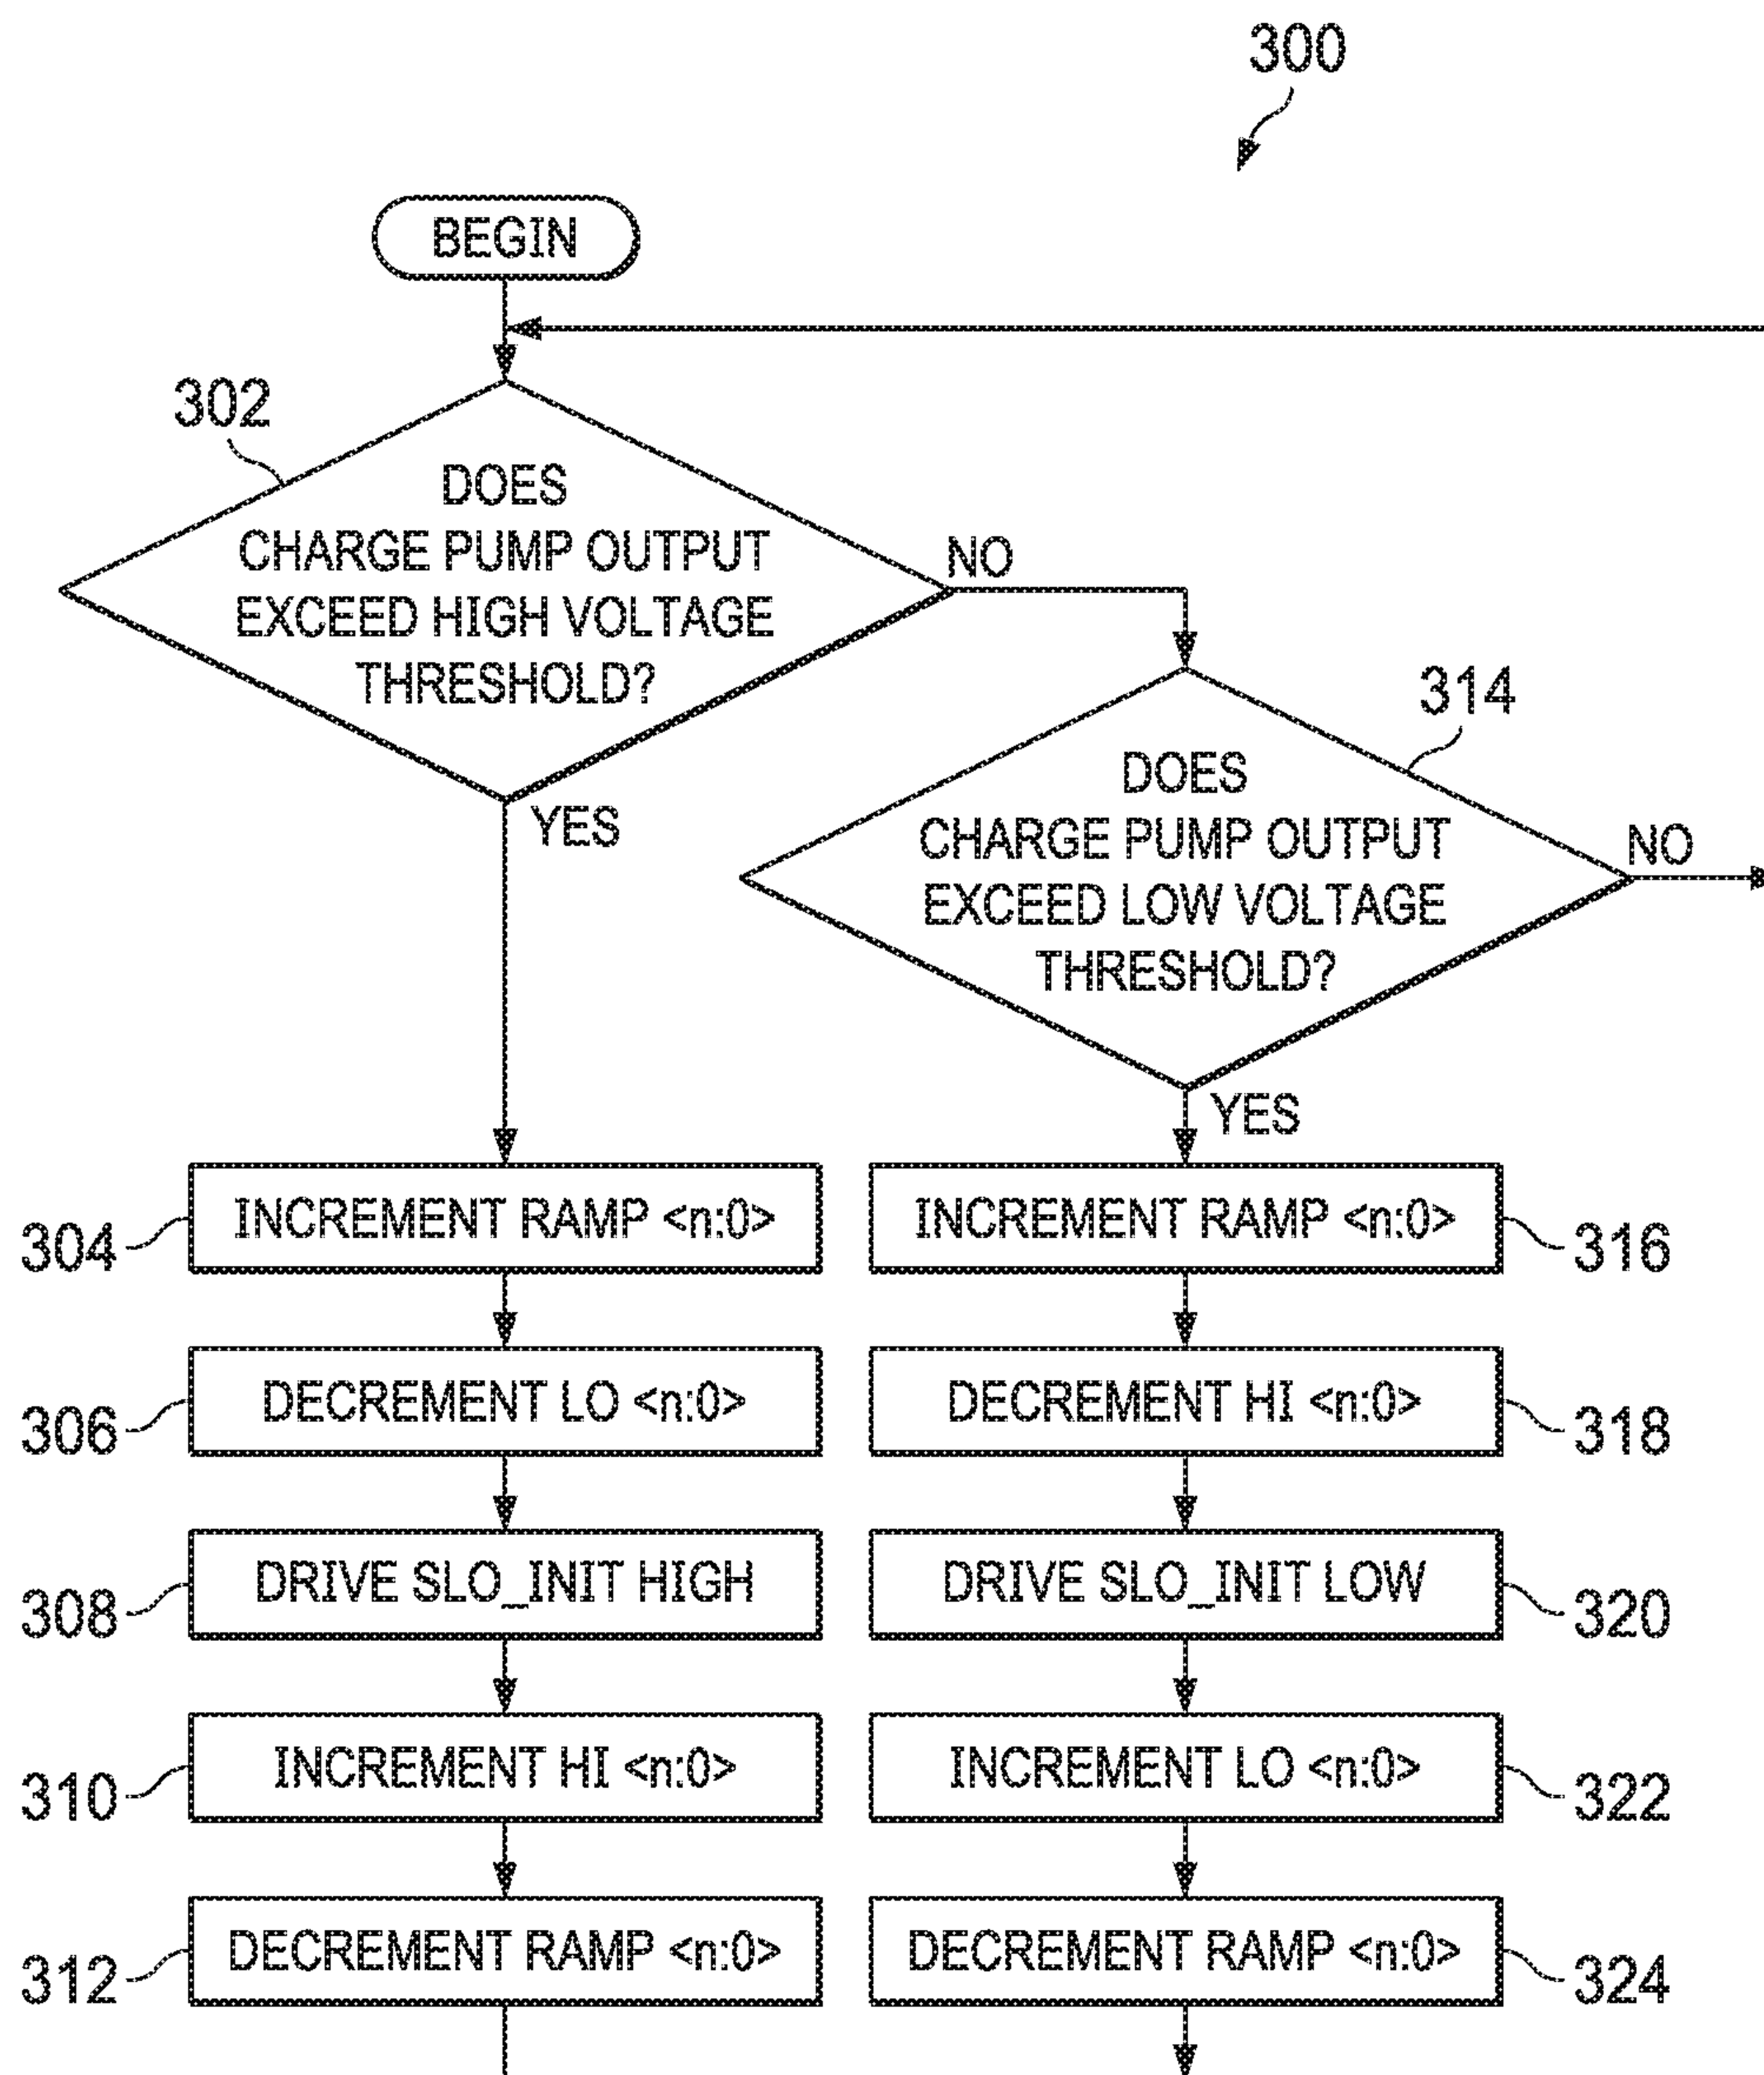 300
BEGIN
302
DOES
CHARGE PUMP OUTPUT
EXCEED HIGH VOLTAGE
THRESHOLD?
NO
YES
314
DOES
CHARGE PUMP OUTPUT
EXCEED LOW VOLTAGE
THRESHOLD?
NO
YES
304
INCREMENT RAMP <n:0>
306
DECREMENT LO <n:0>
308
DRIVE SLO_INIT HIGH
310
INCREMENT HI <n:0>
312
DECREMENT RAMP <n:0>
INCREMENT RAMP <n:0>
316
DECREMENT HI <n:0>
318
DRIVE SLO_INIT LOW
320
INCREMENT LO <n:0>
322
DECREMENT RAMP <n:0>
324